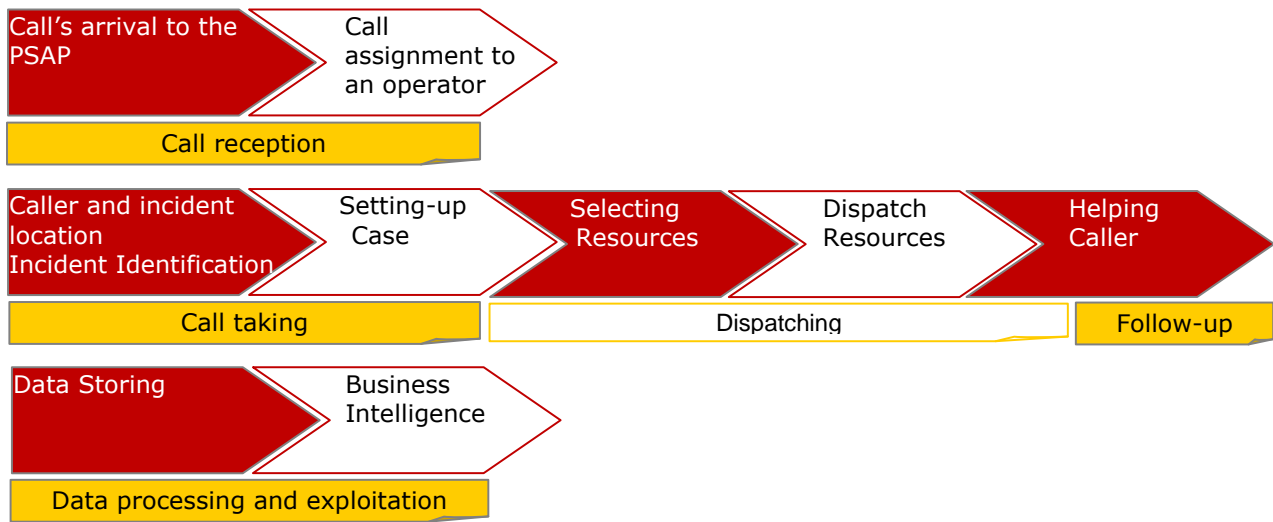 Call's arrival to the
PSAP
Call
assignment to
an operator
Call reception
Caller and incident
location
Incident Identification
Setting-up
Case
Selecting
Resources
Dispatch
Resources
Helping
Caller
Call taking
Dispatching
Follow-up
Data Storing
Business
Intelligence
Data processing and exploitation